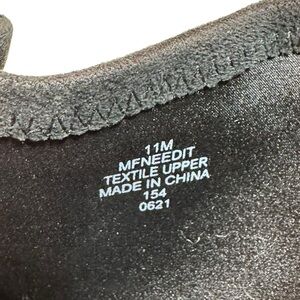 11M
MFNEEDIT
TEXTILE UPPER
MADE IN CHINA
154
0621